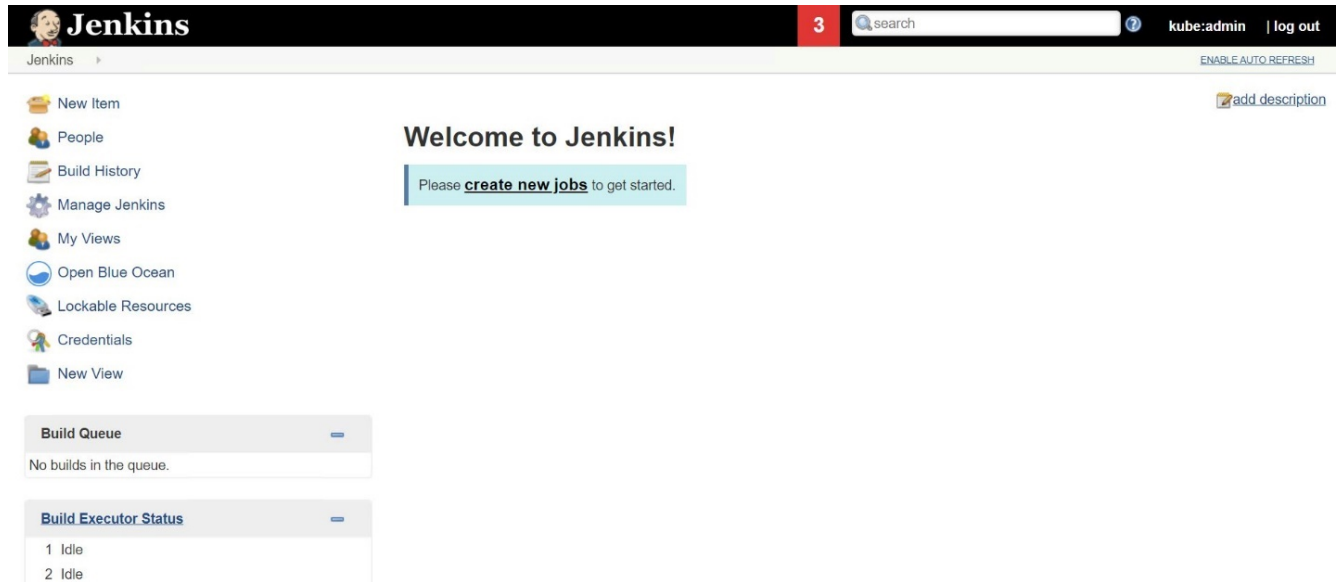 Jenkins 3 search kube:admin | log out
Jenkins ENABLE AUTO REFRESH
New Item
People
Build History
Manage Jenkins
My Views
Open Blue Ocean
Lockable Resources
Credentials
New View
Build Queue
No builds in the queue.
Build Executor Status
1 Idle
2 Idle
add description
Welcome to Jenkins!
Please create new jobs to get started.